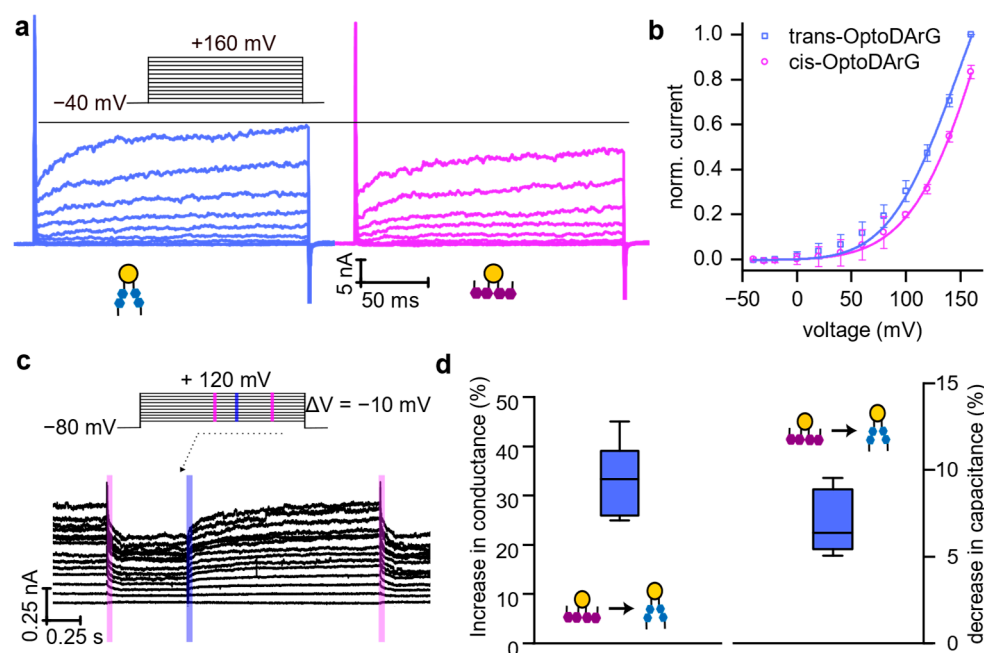 a
+160 mV
−40 mV
5 nA
50 ms
b
trans-OptoDArG
cis-OptoDArG
norm. current
1.0
0.8
0.6
0.4
0.2
0.0
−50
0
50
100
150
voltage (mV)
c
+ 120 mV
ΔV = −10 mV
−80 mV
0.25 nA
0.25 s
d
Increase in conductance (%)
50
40
30
20
10
0
15
10
5
0
decrease in capacitance (%)